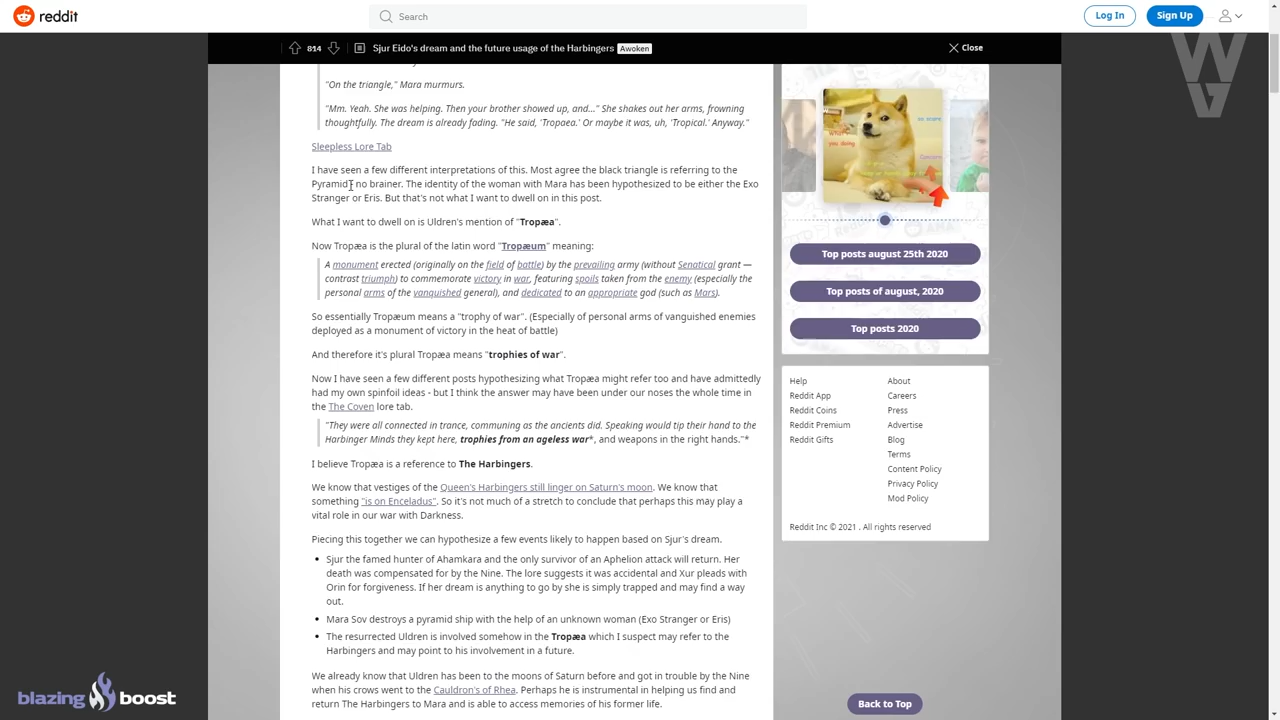 reddit
Search
Log In
Sign Up
814
Sjur Eido's dream and the future usage of the Harbingers
Awoken
Close
"On the triangle," Mara murmurs.
"Mm. Yeah. She was helping. Then your brother showed up, and…" She shakes out her arms, frowning
thoughtfully. The dream is already fading. "He said, 'Tropaea.' Or maybe it was, uh, 'Tropical.' Anyway."
Sleepless Lore Tab
I have seen a few different interpretations of this. Most agree the black triangle is referring to the
Pyramid no brainer. The identity of the woman with Mara has been hypothesized to be either the Exo
Stranger or Eris. But that's not what I want to dwell on in this post.
What I want to dwell on is Uldren's mention of "Tropæa".
Now Tropæa is the plural of the latin word "Tropæum" meaning:
A monument erected (originally on the field of battle) by the prevailing army (without Senatical grant —
contrast triumph) to commemorate victory in war, featuring spoils taken from the enemy (especially the
personal arms of the vanquished general), and dedicated to an appropriate god (such as Mars).
So essentially Tropæum means a "trophy of war". (Especially of personal arms of vanquished enemies
deployed as a monument of victory in the heat of battle)
And therefore it's plural Tropæa means "trophies of war".
Now I have seen a few different posts hypothesizing what Tropæa might refer too and have admittedly
had my own spinfoil ideas - but I think the answer may have been under our noses the whole time in
the The Coven lore tab.
"They were all connected in trance, communing as the ancients did. Speaking would tip their hand to the
Harbinger Minds they kept here, trophies from an ageless war*, and weapons in the right hands."*
I believe Tropæa is a reference to The Harbingers.
We know that vestiges of the Queen's Harbingers still linger on Saturn's moon. We know that
something "is on Enceladus". So it's not much of a stretch to conclude that perhaps this may play a
vital role in our war with Darkness.
Piecing this together we can hypothesize a few events likely to happen based on Sjur's dream.
• Sjur the famed hunter of Ahamkara and the only survivor of an Aphelion attack will return. Her
death was compensated for by the Nine. The lore suggests it was accidental and Xur pleads with
Orin for forgiveness. If her dream is anything to go by she is simply trapped and may find a way
out.
• Mara Sov destroys a pyramid ship with the help of an unknown woman (Exo Stranger or Eris)
• The resurrected Uldren is involved somehow in the Tropæa which I suspect may refer to the
Harbingers and may point to his involvement in a future.
We already know that Uldren has been to the moons of Saturn before and got in trouble by the Nine
when his crows went to the Cauldron's of Rhea. Perhaps he is instrumental in helping us find and
return The Harbingers to Mara and is able to access memories of his former life.
so scare
what r
you doing
Concern
Top posts august 25th 2020
Top posts of august, 2020
Top posts 2020
Help
About
Reddit App
Careers
Reddit Coins
Press
Reddit Premium
Advertise
Reddit Gifts
Blog
Terms
Content Policy
Privacy Policy
Mod Policy
Reddit Inc © 2021 . All rights reserved
Back to Top
blazing boost